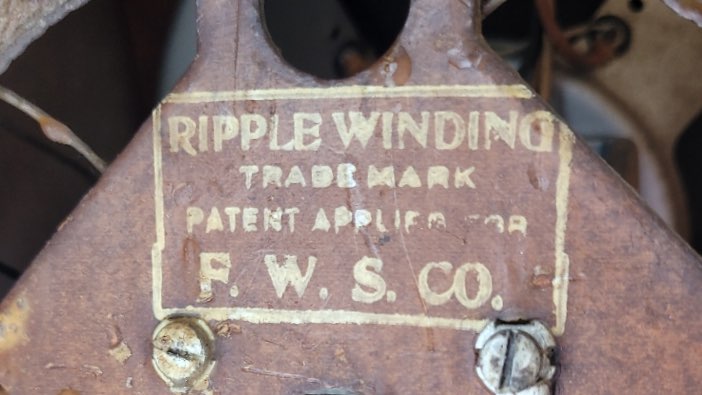 RIPPLE WINDING
TRADE MARK
PATENT APPLIED FOR
F. W. S. CO.